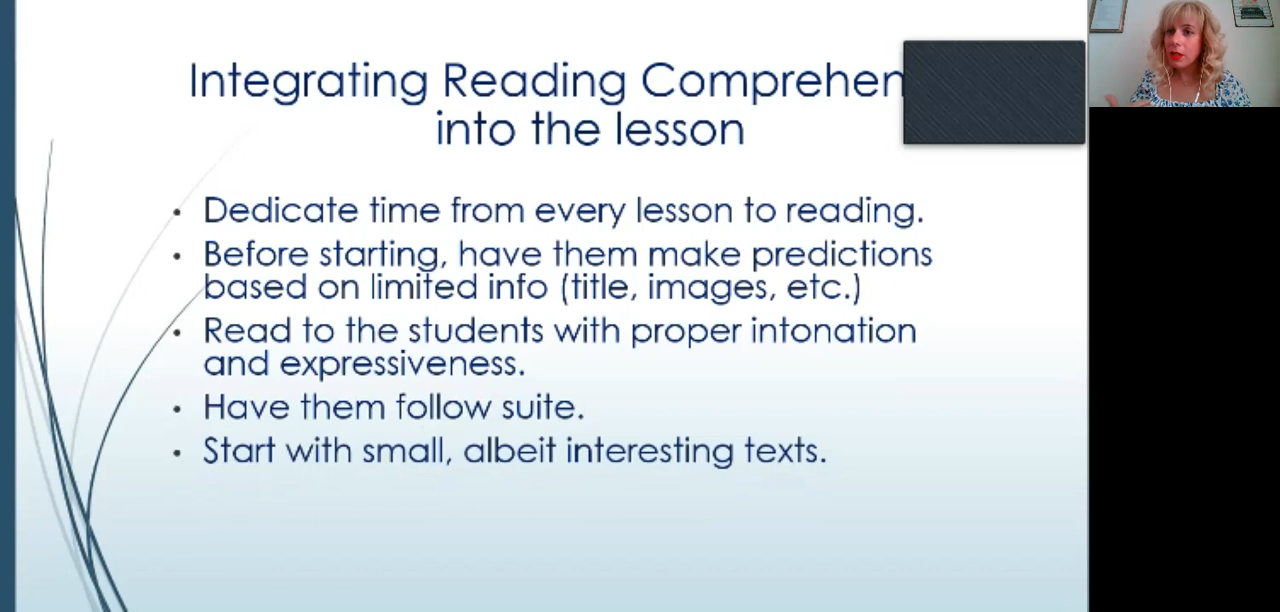 Integrating Reading Comprehen
into the lesson
• Dedicate time from every lesson to reading.
• Before starting, have them make predictions
based on limited info (title, images, etc.)
• Read to the students with proper intonation
and expressiveness.
• Have them follow suite.
• Start with small, albeit interesting texts.